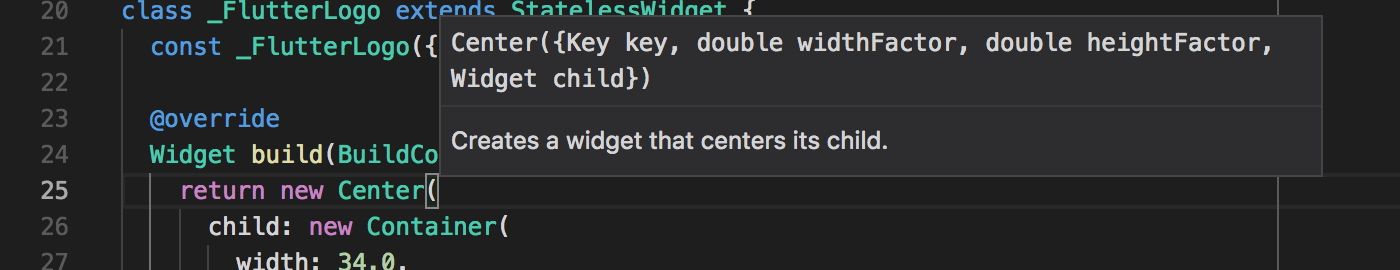 20 class _FlutterLogo extends StatelessWidget {
21 const _FlutterLogo({
Center({Key key, double widthFactor, double heightFactor,
Widget child})
22
23 @override
Creates a widget that centers its child.
24 Widget build(BuildCo
25 return new Center(
26 child: new Container(
27 width: 34.0,